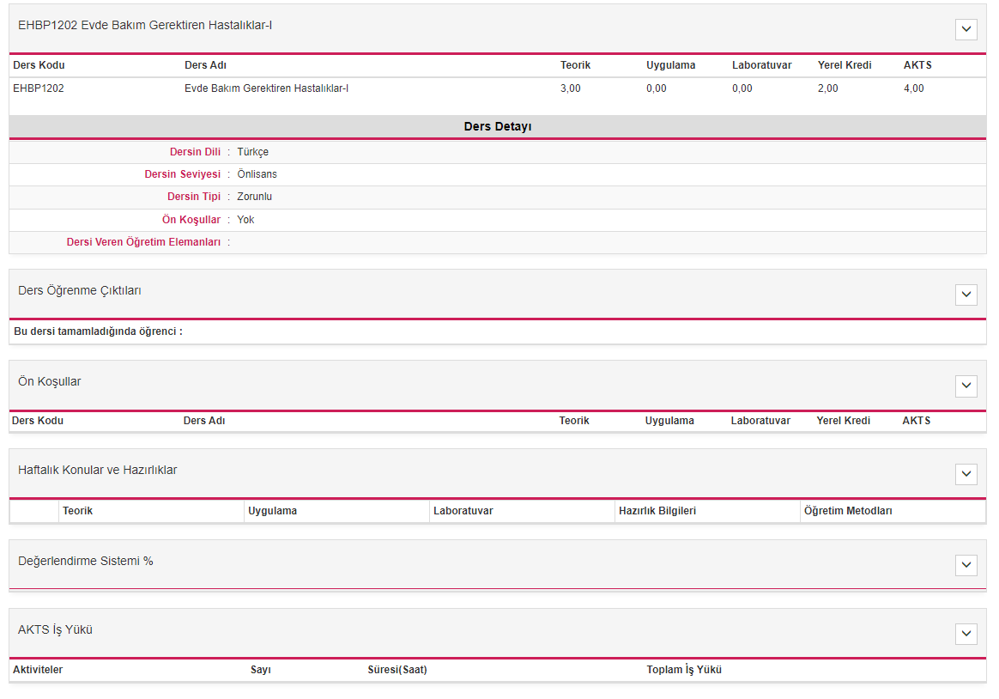 EHBP1202 Evde Bakım Gerektiren Hastalıklar-I
Ders Kodu Ders Adı Teorik Uygulama Laboratuvar Yerel Kredi AKTS
EHBP1202 Evde Bakım Gerektiren Hastalıklar-I 3,00 0,00 0,00 2,00 4,00
Ders Detayı
Dersin Dili : Türkçe
Dersin Seviyesi : Önlisans
Dersin Tipi : Zorunlu
Ön Koşullar : Yok
Dersi Veren Öğretim Elemanları :
Ders Öğrenme Çıktıları
Bu dersi tamamladığında öğrenci :
Ön Koşullar
Ders Kodu Ders Adı Teorik Uygulama Laboratuvar Yerel Kredi AKTS
Haftalık Konular ve Hazırlıklar
Teorik Uygulama Laboratuvar Hazırlık Bilgileri Öğretim Metodları
Değerlendirme Sistemi %
AKTS İş Yükü
Aktiviteler Sayı Süresi(Saat) Toplam İş Yükü